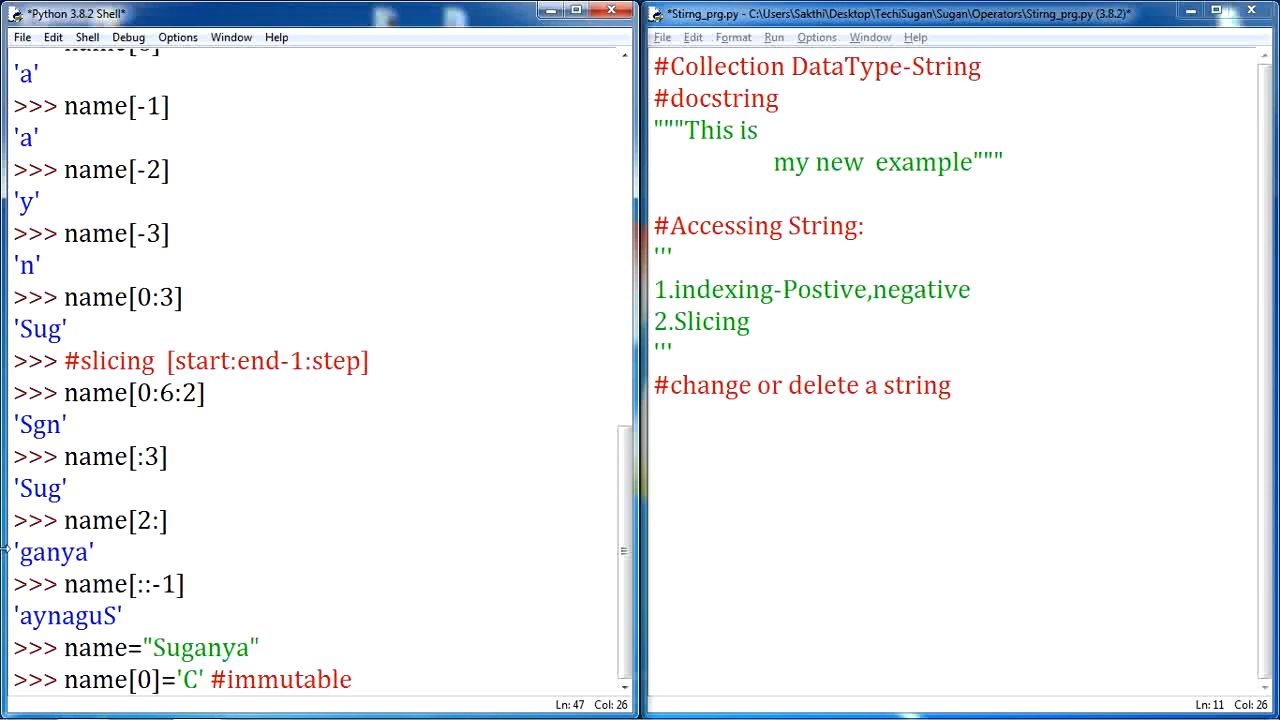 *Python 3.8.2 Shell*
File Edit Shell Debug Options Window Help
'a'
>>> name[-1]
'a'
>>> name[-2]
'y'
>>> name[-3]
'n'
>>> name[0:3]
'Sug'
>>> #slicing [start:end-1:step]
>>> name[0:6:2]
'Sgn'
>>> name[:3]
'Sug'
>>> name[2:]
'ganya'
>>> name[::-1]
'aynaguS'
>>> name="Suganya"
>>> name[0]='C' #immutable
Ln: 47 Col: 26
*Stirng_prg.py - C:\Users\Sakthi\Desktop\TechiSugan\Sugan\Operators\Stirng_prg.py (3.8.2)*
File Edit Format Run Options Window Help
#Collection DataType-String
#docstring
"""This is
my new example"""
#Accessing String:
'''
1.indexing-Postive,negative
2.Slicing
'''
#change or delete a string
Ln: 11 Col: 26